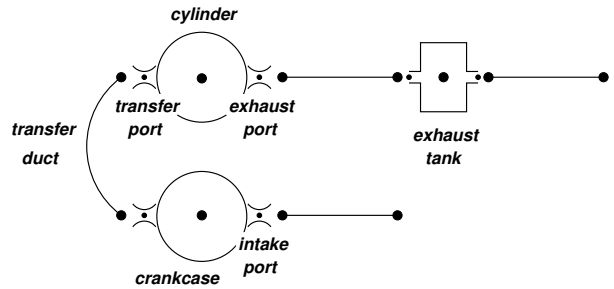 cylinder
transfer
port
exhaust
port
transfer
duct
exhaust
tank
intake
port
crankcase